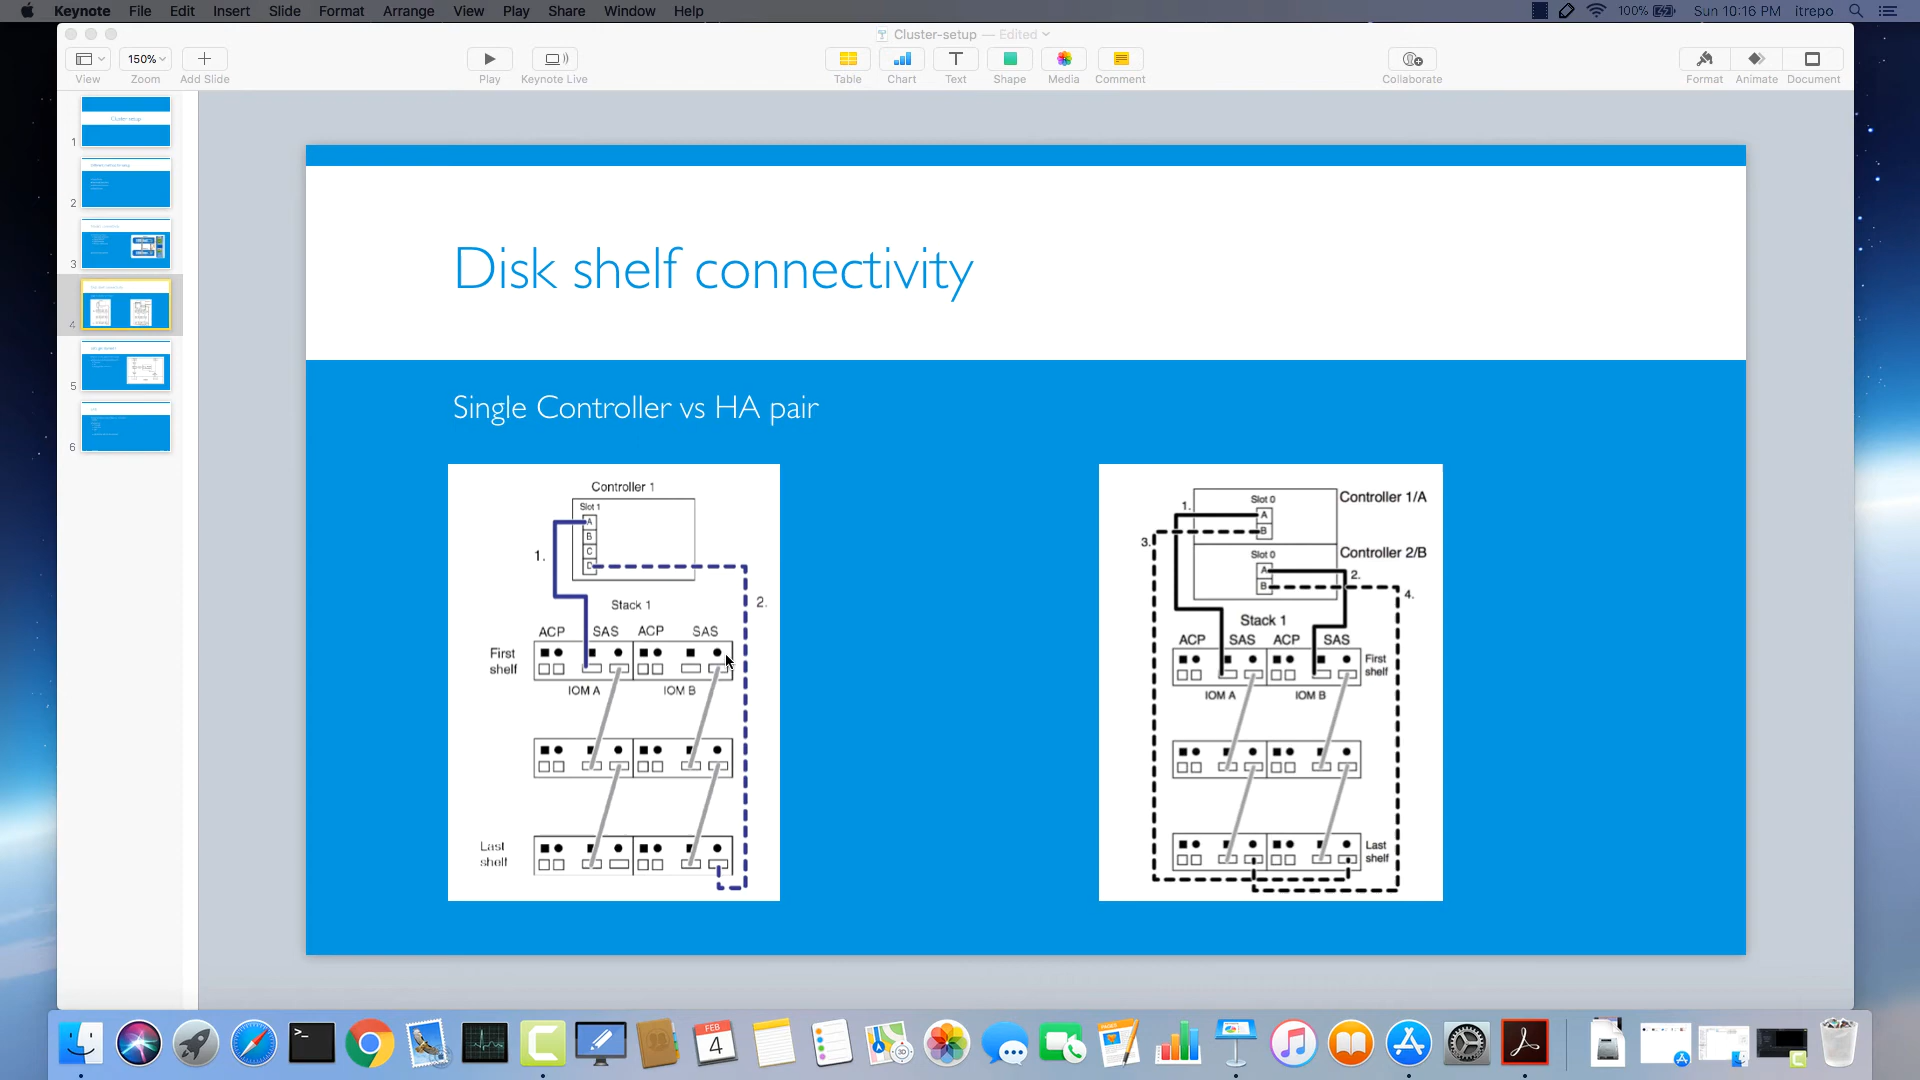 Keynote File Edit Insert Slide Format Arrange View Play Share Window Help
100% Sun 10:16 PM itrepo
Cluster-setup — Edited
150%
View Zoom Add Slide Play Keynote Live Table Chart Text Shape Media Comment Collaborate Format Animate Document
Cluster-setup
1
2
3
4
5
6
Disk shelf connectivity
Single Controller vs HA pair
Controller 1
Slot 1
A
B
C
D
1.
2.
Stack 1
ACP SAS ACP SAS
First
shelf
IOM A IOM B
Last
shelf
Slot 0
Controller 1/A
1.
A
B
3.
Slot 0
Controller 2/B
A
B
2.
4.
Stack 1
ACP SAS ACP SAS
First
shelf
IOM A IOM B
Last
shelf
FEB
4
PAGES
3D